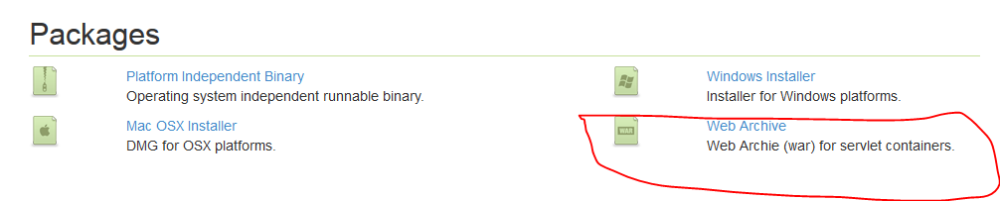 Packages
Platform Independent Binary
Operating system independent runnable binary.
Windows Installer
Installer for Windows platforms.
Mac OSX Installer
DMG for OSX platforms.
WAR
Web Archive
Web Archie (war) for servlet containers.